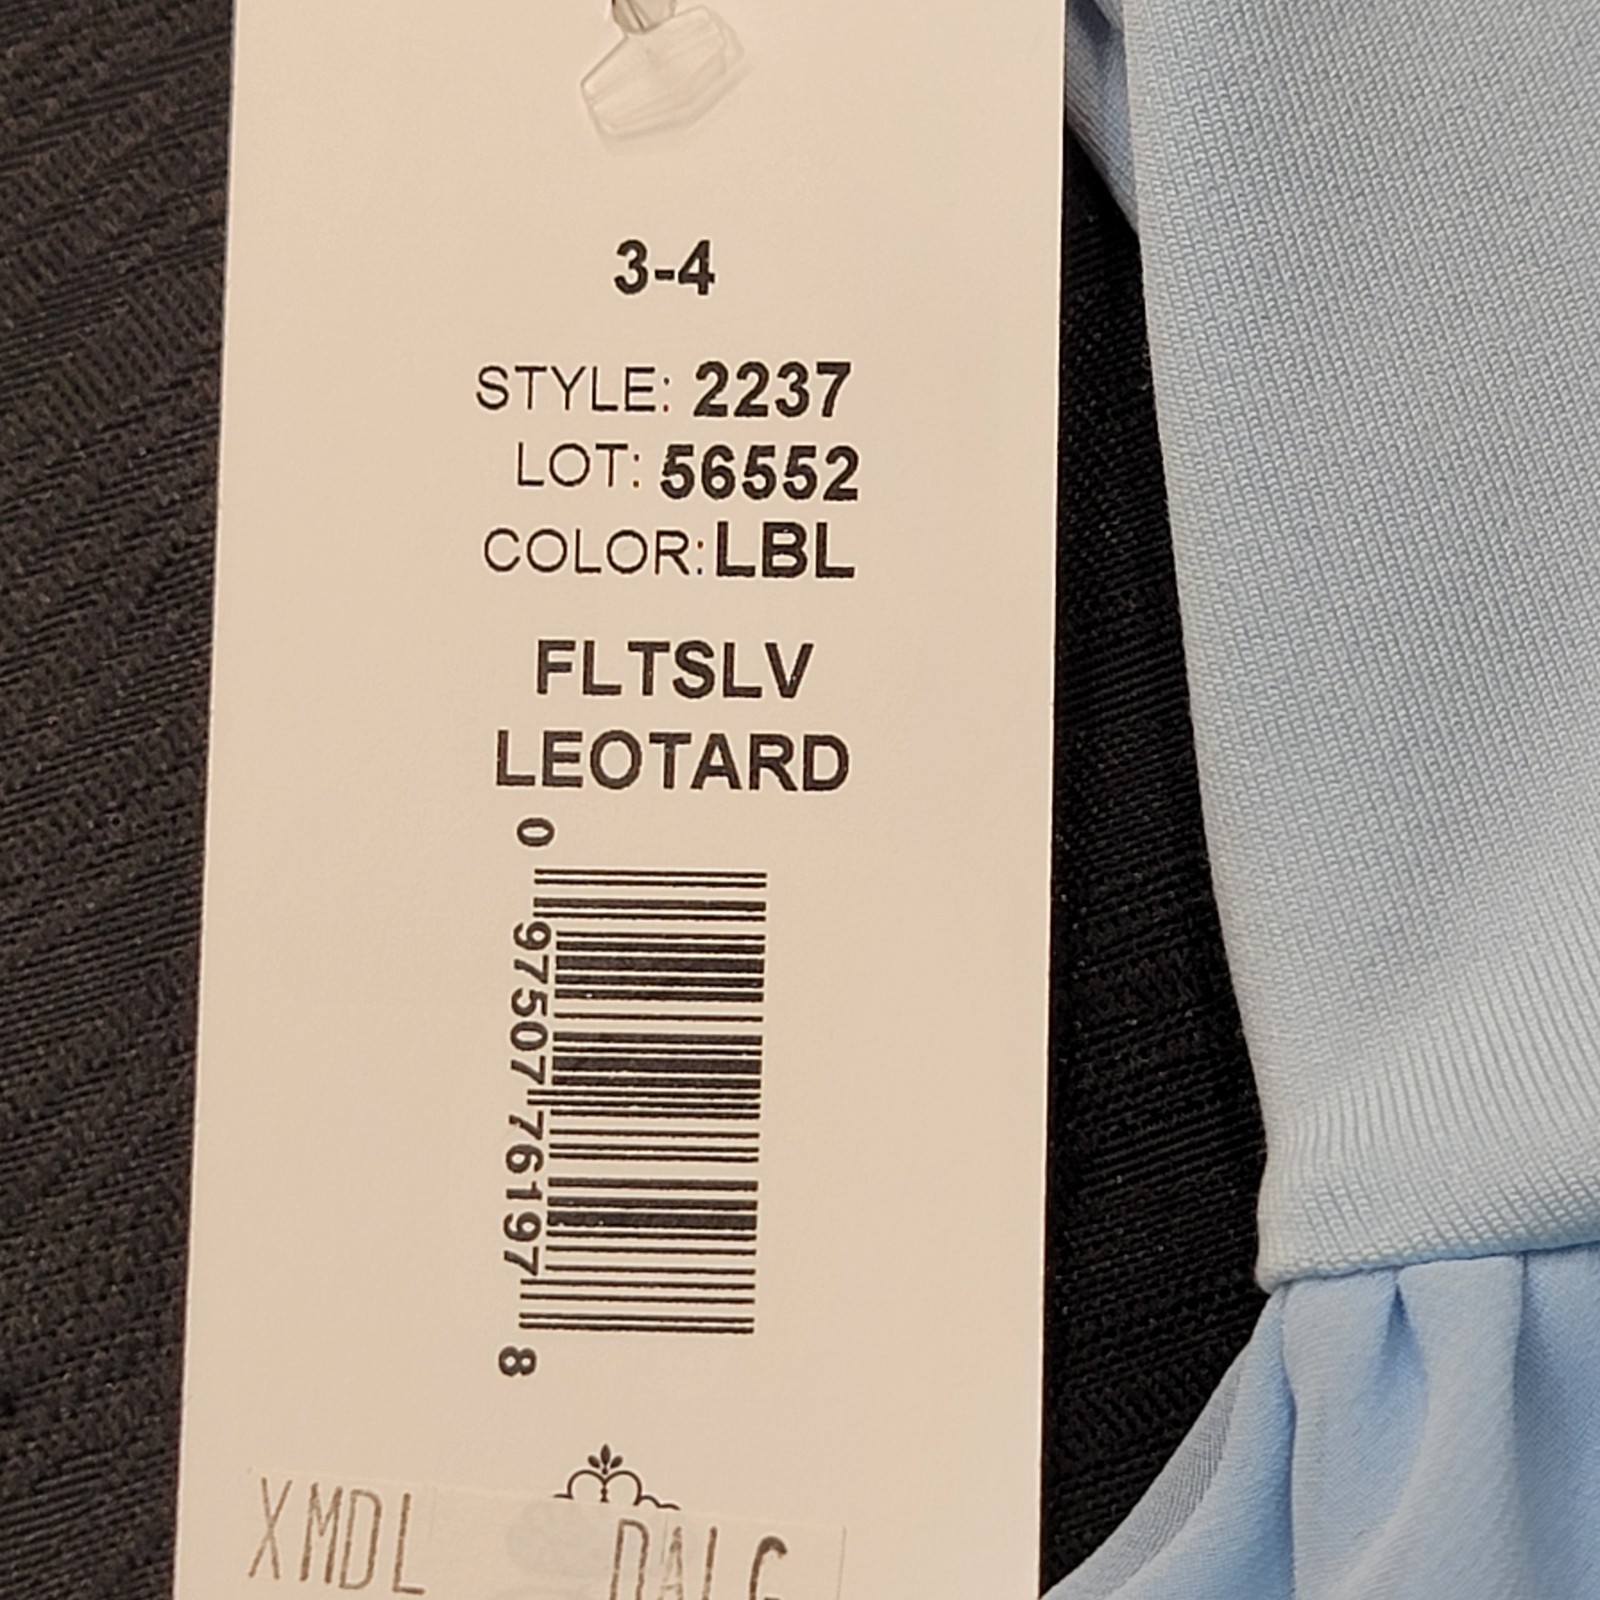 3-4
STYLE: 2237
LOT: 56552
COLOR:LBL
FLTSLV
LEOTARD
0 97507 76197 8
XMDL